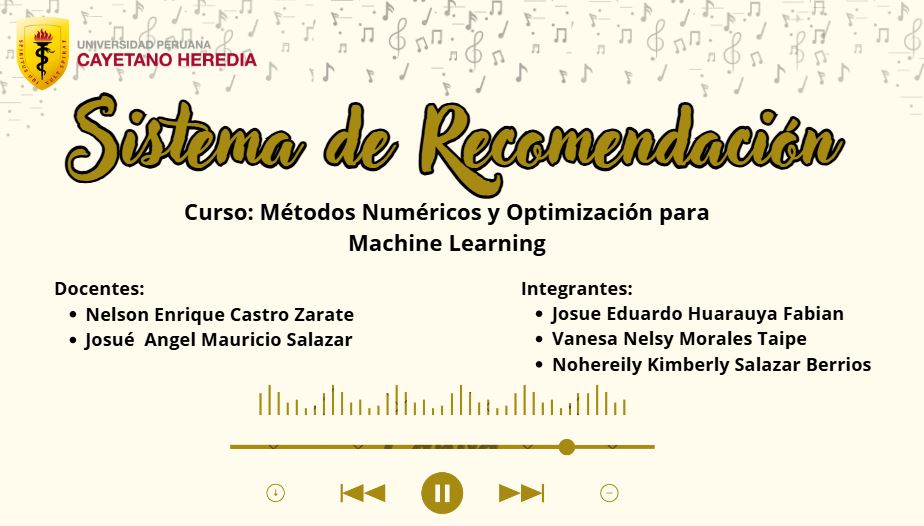 UNIVERSIDAD PERUANA
CAYETANO HEREDIA
Sistema de Recomendación
Curso: Métodos Numéricos y Optimización para
Machine Learning
Docentes:
Nelson Enrique Castro Zarate
Josué Angel Mauricio Salazar
Integrantes:
Josue Eduardo Huarauya Fabian
Vanesa Nelsy Morales Taipe
Nohereily Kimberly Salazar Berrios